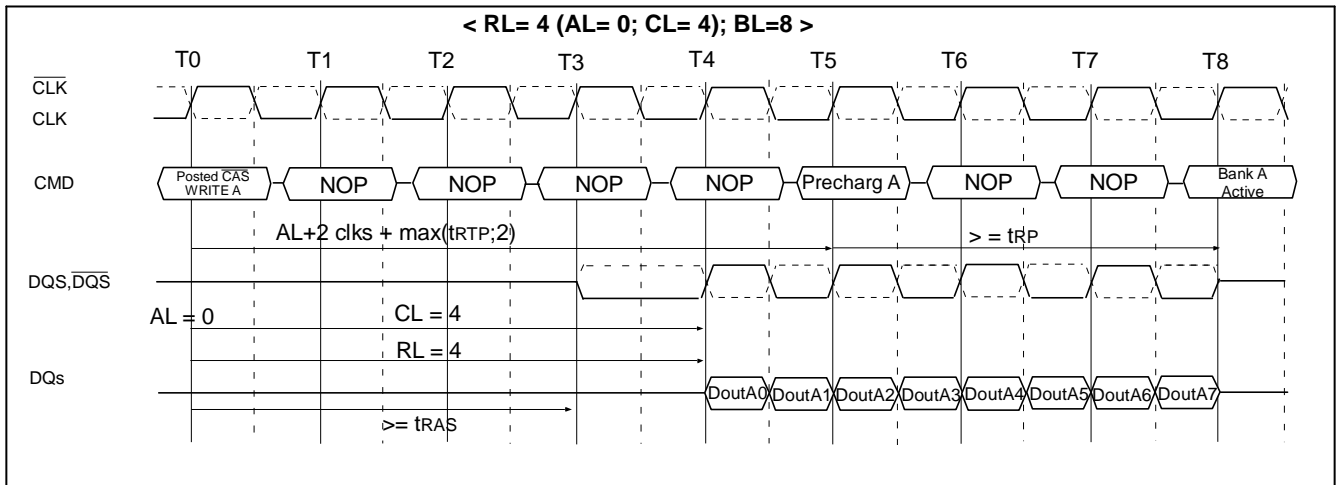 < RL= 4 (AL= 0; CL= 4); BL=8 >
T0 T1 T2 T3 T4 T5 T6 T7 T8
CLK
CLK
CMD
Posted CAS
WRITE A
NOP NOP NOP NOP Precharg A NOP NOP
Bank A
Active
AL+2 clks + max(tRTP;2) > = tRP
DQS,DQS
AL = 0 CL = 4
RL = 4
DQs
DoutA0 DoutA1 DoutA2 DoutA3 DoutA4 DoutA5 DoutA6 DoutA7
>= tRAS